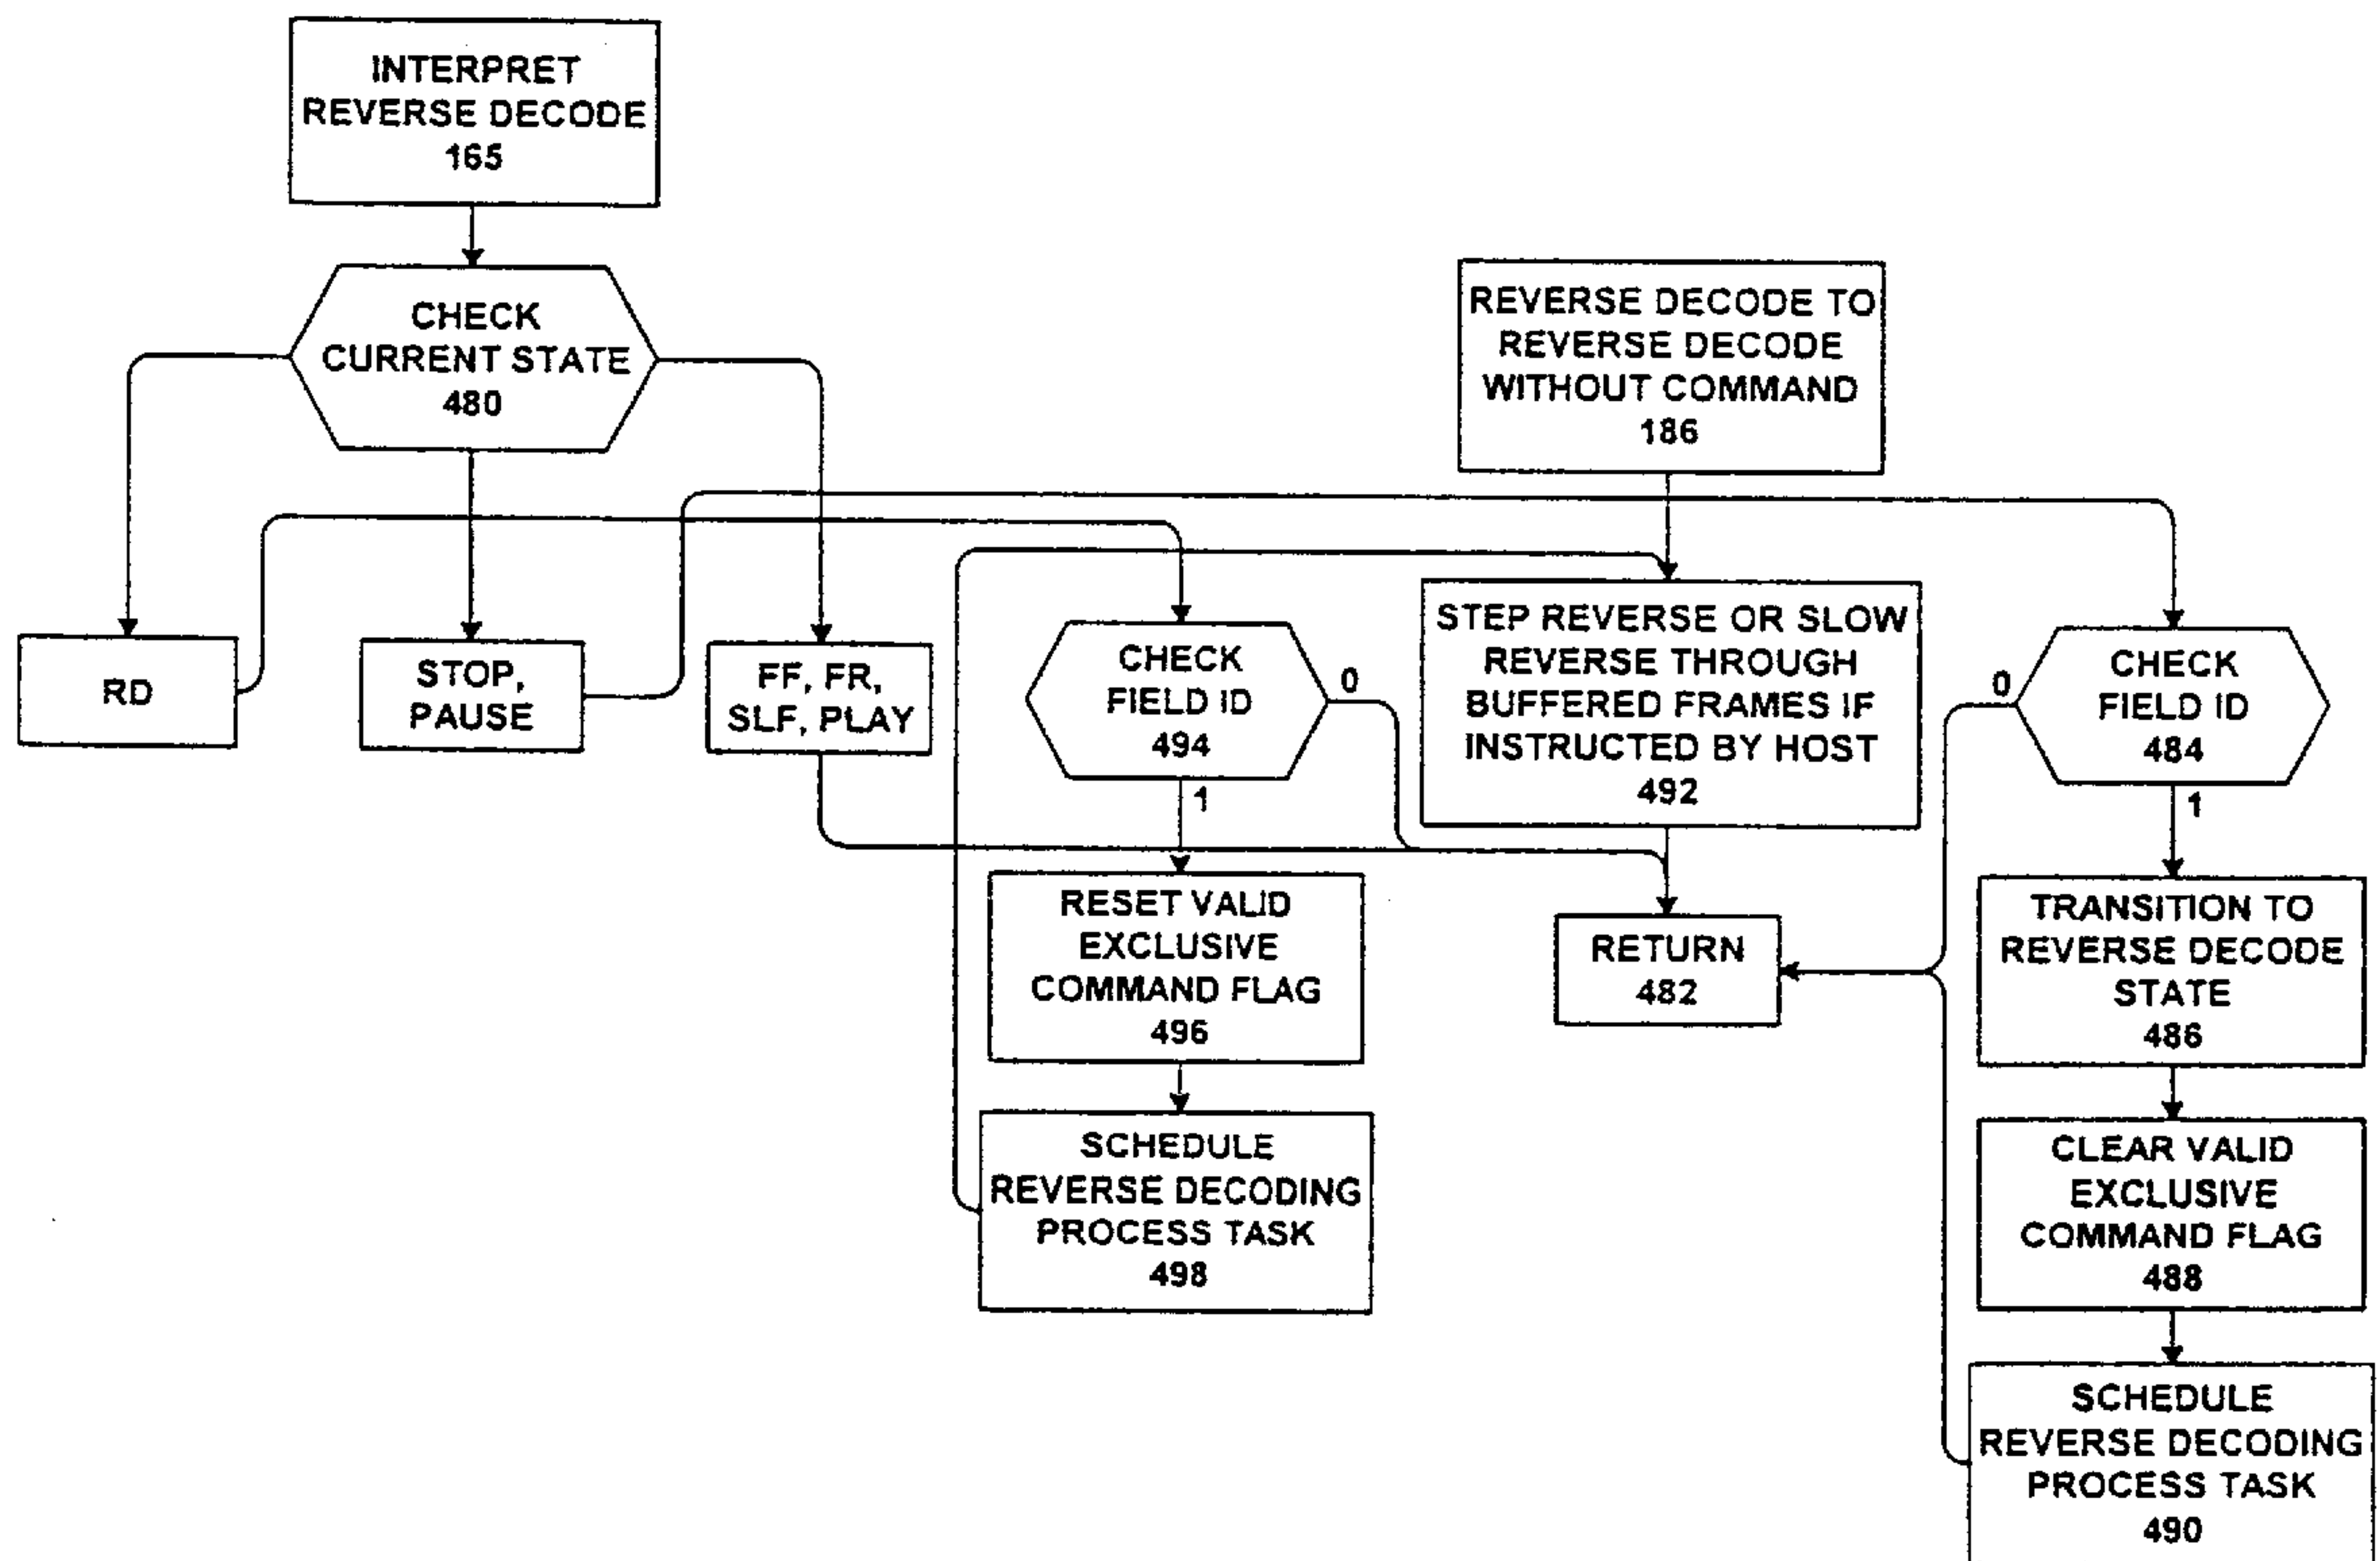 INTERPRET
REVERSE DECODE
165
CHECK
CURRENT STATE
480
REVERSE DECODE TO
REVERSE DECODE
WITHOUT COMMAND
186
RD
STOP,
PAUSE
FF, FR,
SLF, PLAY
CHECK
FIELD ID
494
0
1
STEP REVERSE OR SLOW
REVERSE THROUGH
BUFFERED FRAMES IF
INSTRUCTED BY HOST
492
0
CHECK
FIELD ID
484
1
RESET VALID
EXCLUSIVE
COMMAND FLAG
496
RETURN
482
TRANSITION TO
REVERSE DECODE
STATE
486
SCHEDULE
REVERSE DECODING
PROCESS TASK
498
CLEAR VALID
EXCLUSIVE
COMMAND FLAG
488
SCHEDULE
REVERSE DECODING
PROCESS TASK
490